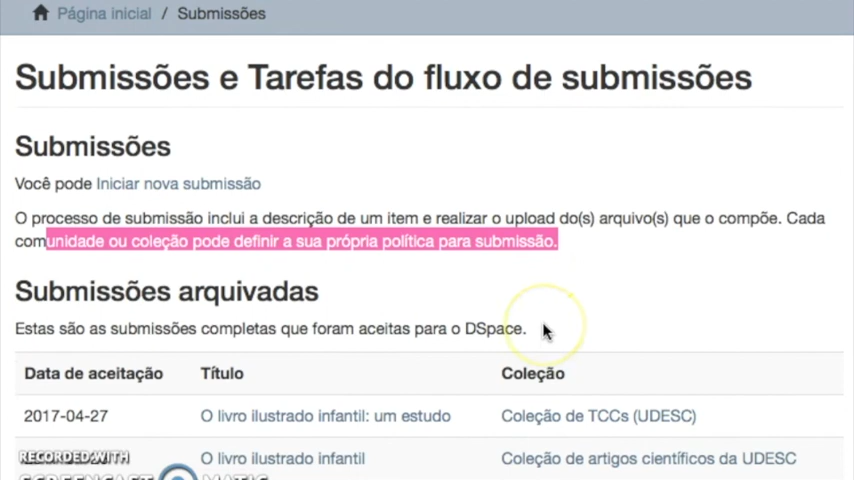 Página inicial / Submissões
Submissões e Tarefas do fluxo de submissões
Submissões
Você pode Iniciar nova submissão
O processo de submissão inclui a descrição de um item e realizar o upload do(s) arquivo(s) que o compõe. Cada
comunidade ou coleção pode definir a sua própria política para submissão.
Submissões arquivadas
Estas são as submissões completas que foram aceitas para o DSpace.
Data de aceitação Título Coleção
2017-04-27 O livro ilustrado infantil: um estudo Coleção de TCCs (UDESC)
O livro ilustrado infantil Coleção de artigos científicos da UDESC
RECORDED WITH